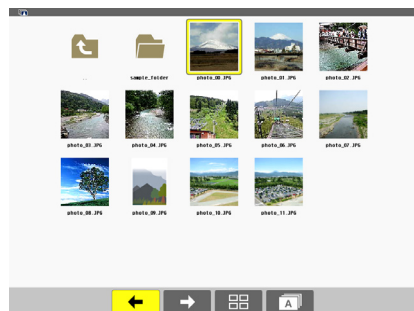 ..
sample_folder
photo_00.JPG
photo_01.JPG
photo_02.JPG
photo_03.JPG
photo_04.JPG
photo_05.JPG
photo_06.JPG
photo_07.JPG
photo_08.JPG
photo_09.JPG
photo_10.JPG
photo_11.JPG
A